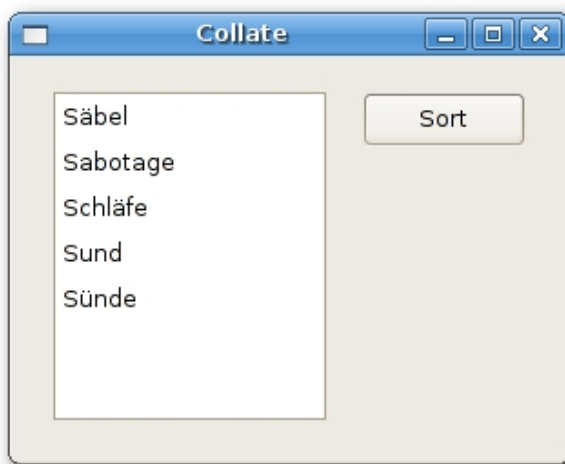 Collate
Säbel
Sabotage
Schläfe
Sund
Sünde
Sort